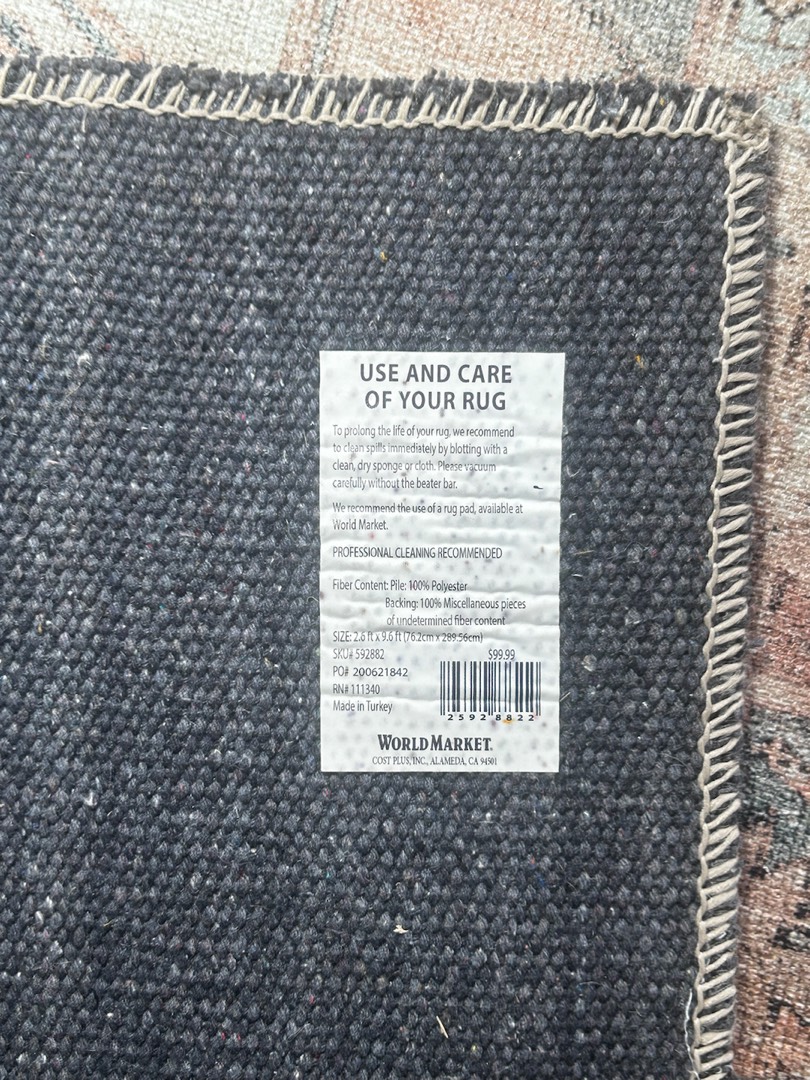 USE AND CARE
OF YOUR RUG
To prolong the life of your rug, we recommend
to clean spills immediately by blotting with a
clean, dry sponge or cloth. Please vacuum
carefully without the beater bar.
We recommend the use of a rug pad, available at
World Market.
PROFESSIONAL CLEANING RECOMMENDED
Fiber Content: Pile: 100% Polyester
Backing: 100% Miscellaneous pieces
of undetermined fiber content
SIZE: 2.6 ft x 9.6 ft (76.2cm x 289.56cm)
SKU# 592882 $99.99
PO# 200621842
RN# 111340
Made in Turkey
2592 8822
WORLD MARKET.
COST PLUS, INC., ALAMEDA, CA 94501